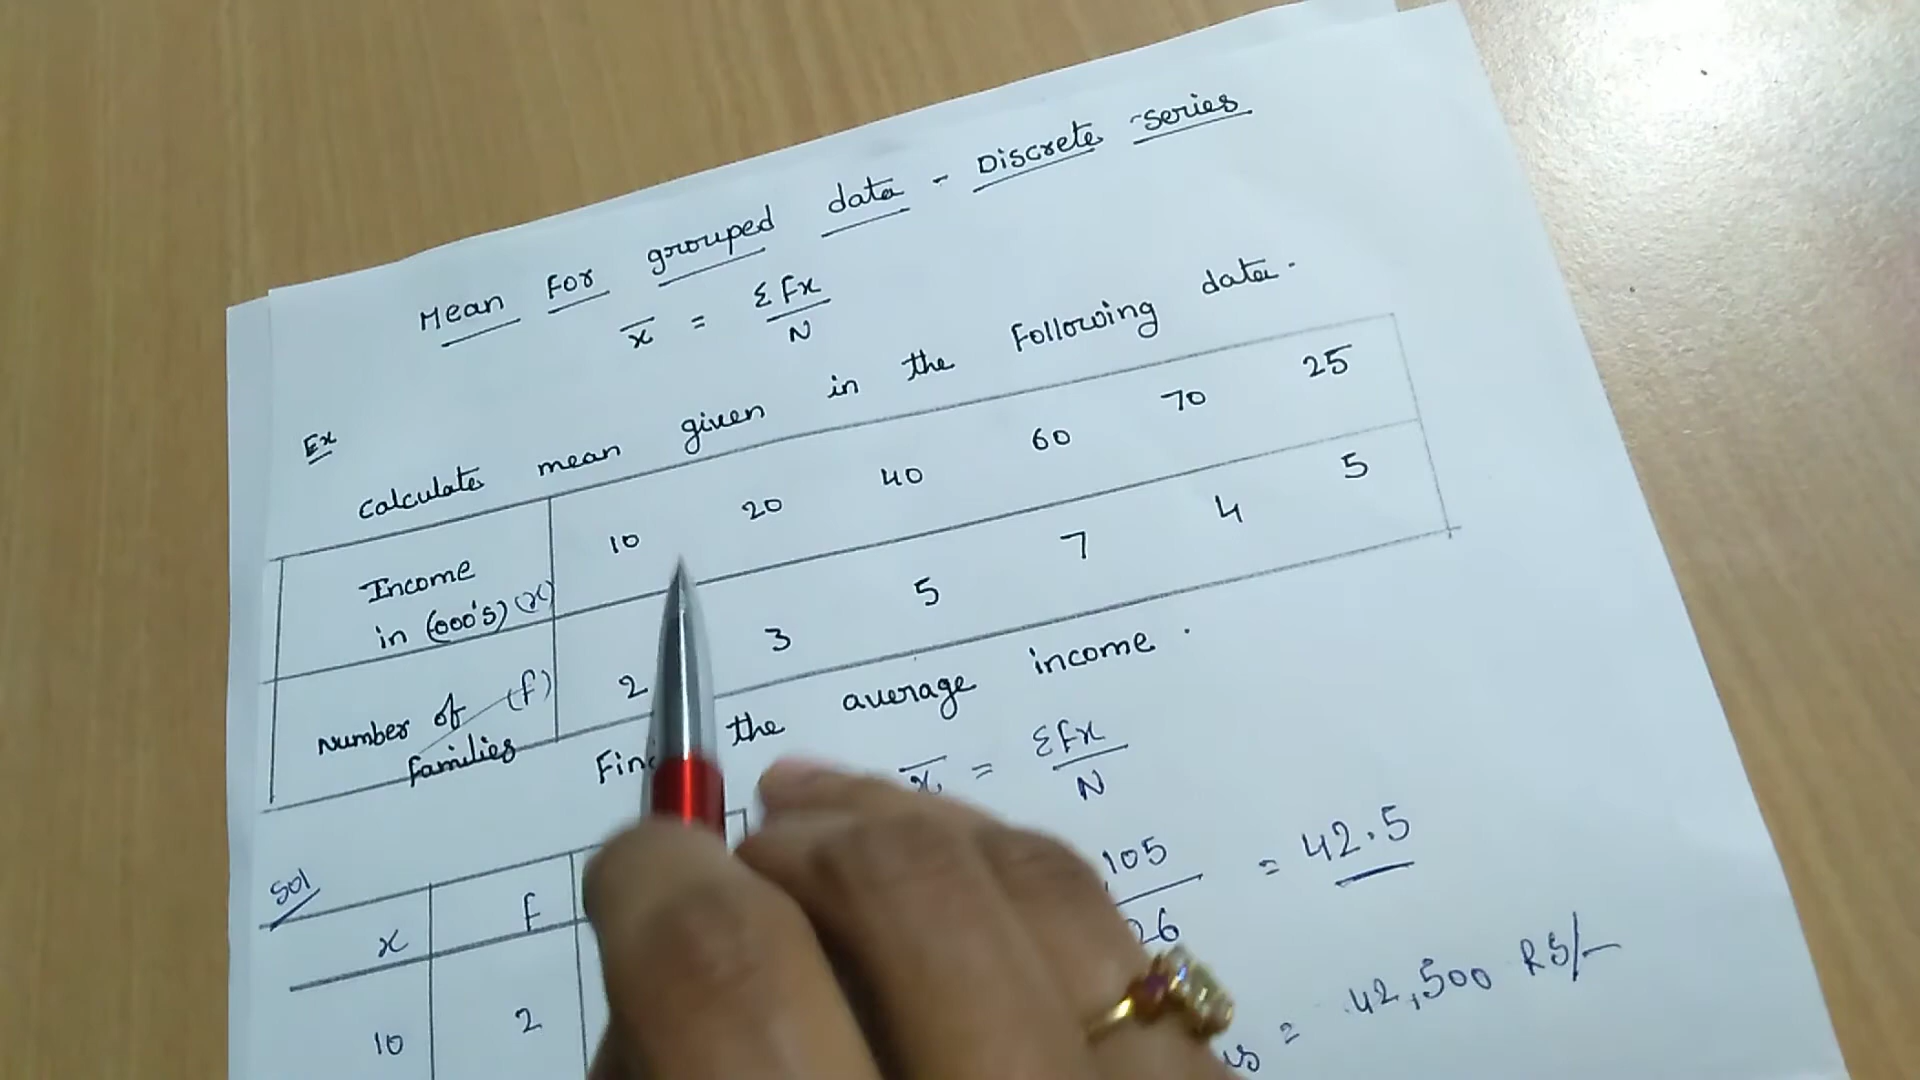 Mean for grouped data - Discrete series
x̄ = Σfx / N
Ex
Calculate mean given in the following data.
Income in (000's) (x) 10 20 40 60 70 25
Number of families (f) 2 3 5 7 4 5
the average income.
x̄ = Σfx / N
Sol
x f
105 / 26 = 42.5
10 2
= 42,500 RS/-